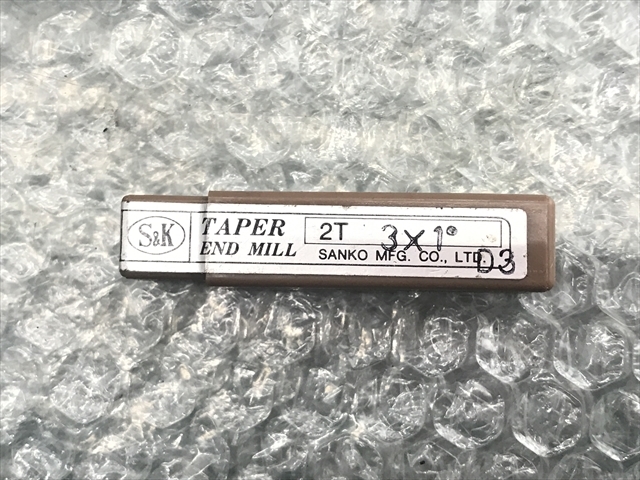 S&K
TAPER
END MILL
2T 3×1°
SANKO MFG. CO., LTD.
D3